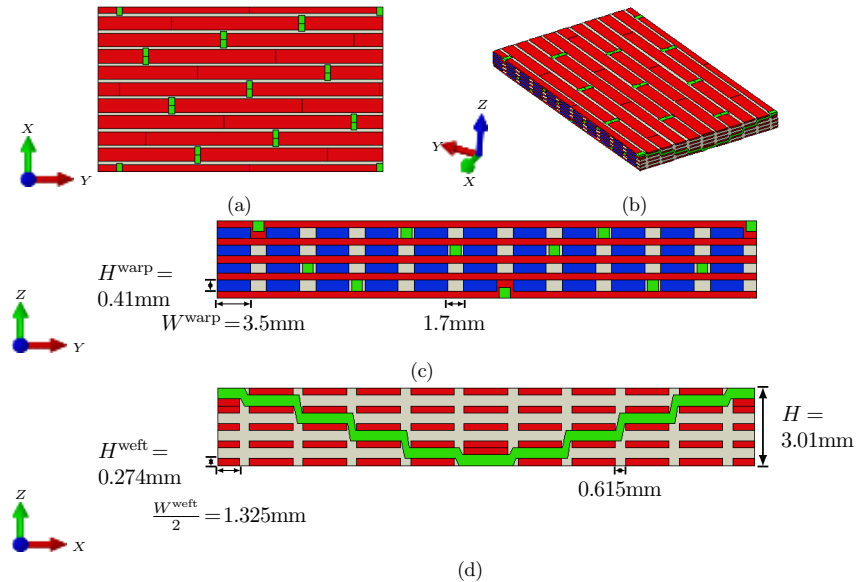 X
Y
(a)
Z
Y
X
(b)
H^warp =
0.41mm
W^warp = 3.5mm
1.7mm
Z
Y
(c)
H^weft =
0.274mm
W^weft/2 = 1.325mm
0.615mm
H =
3.01mm
Z
X
(d)